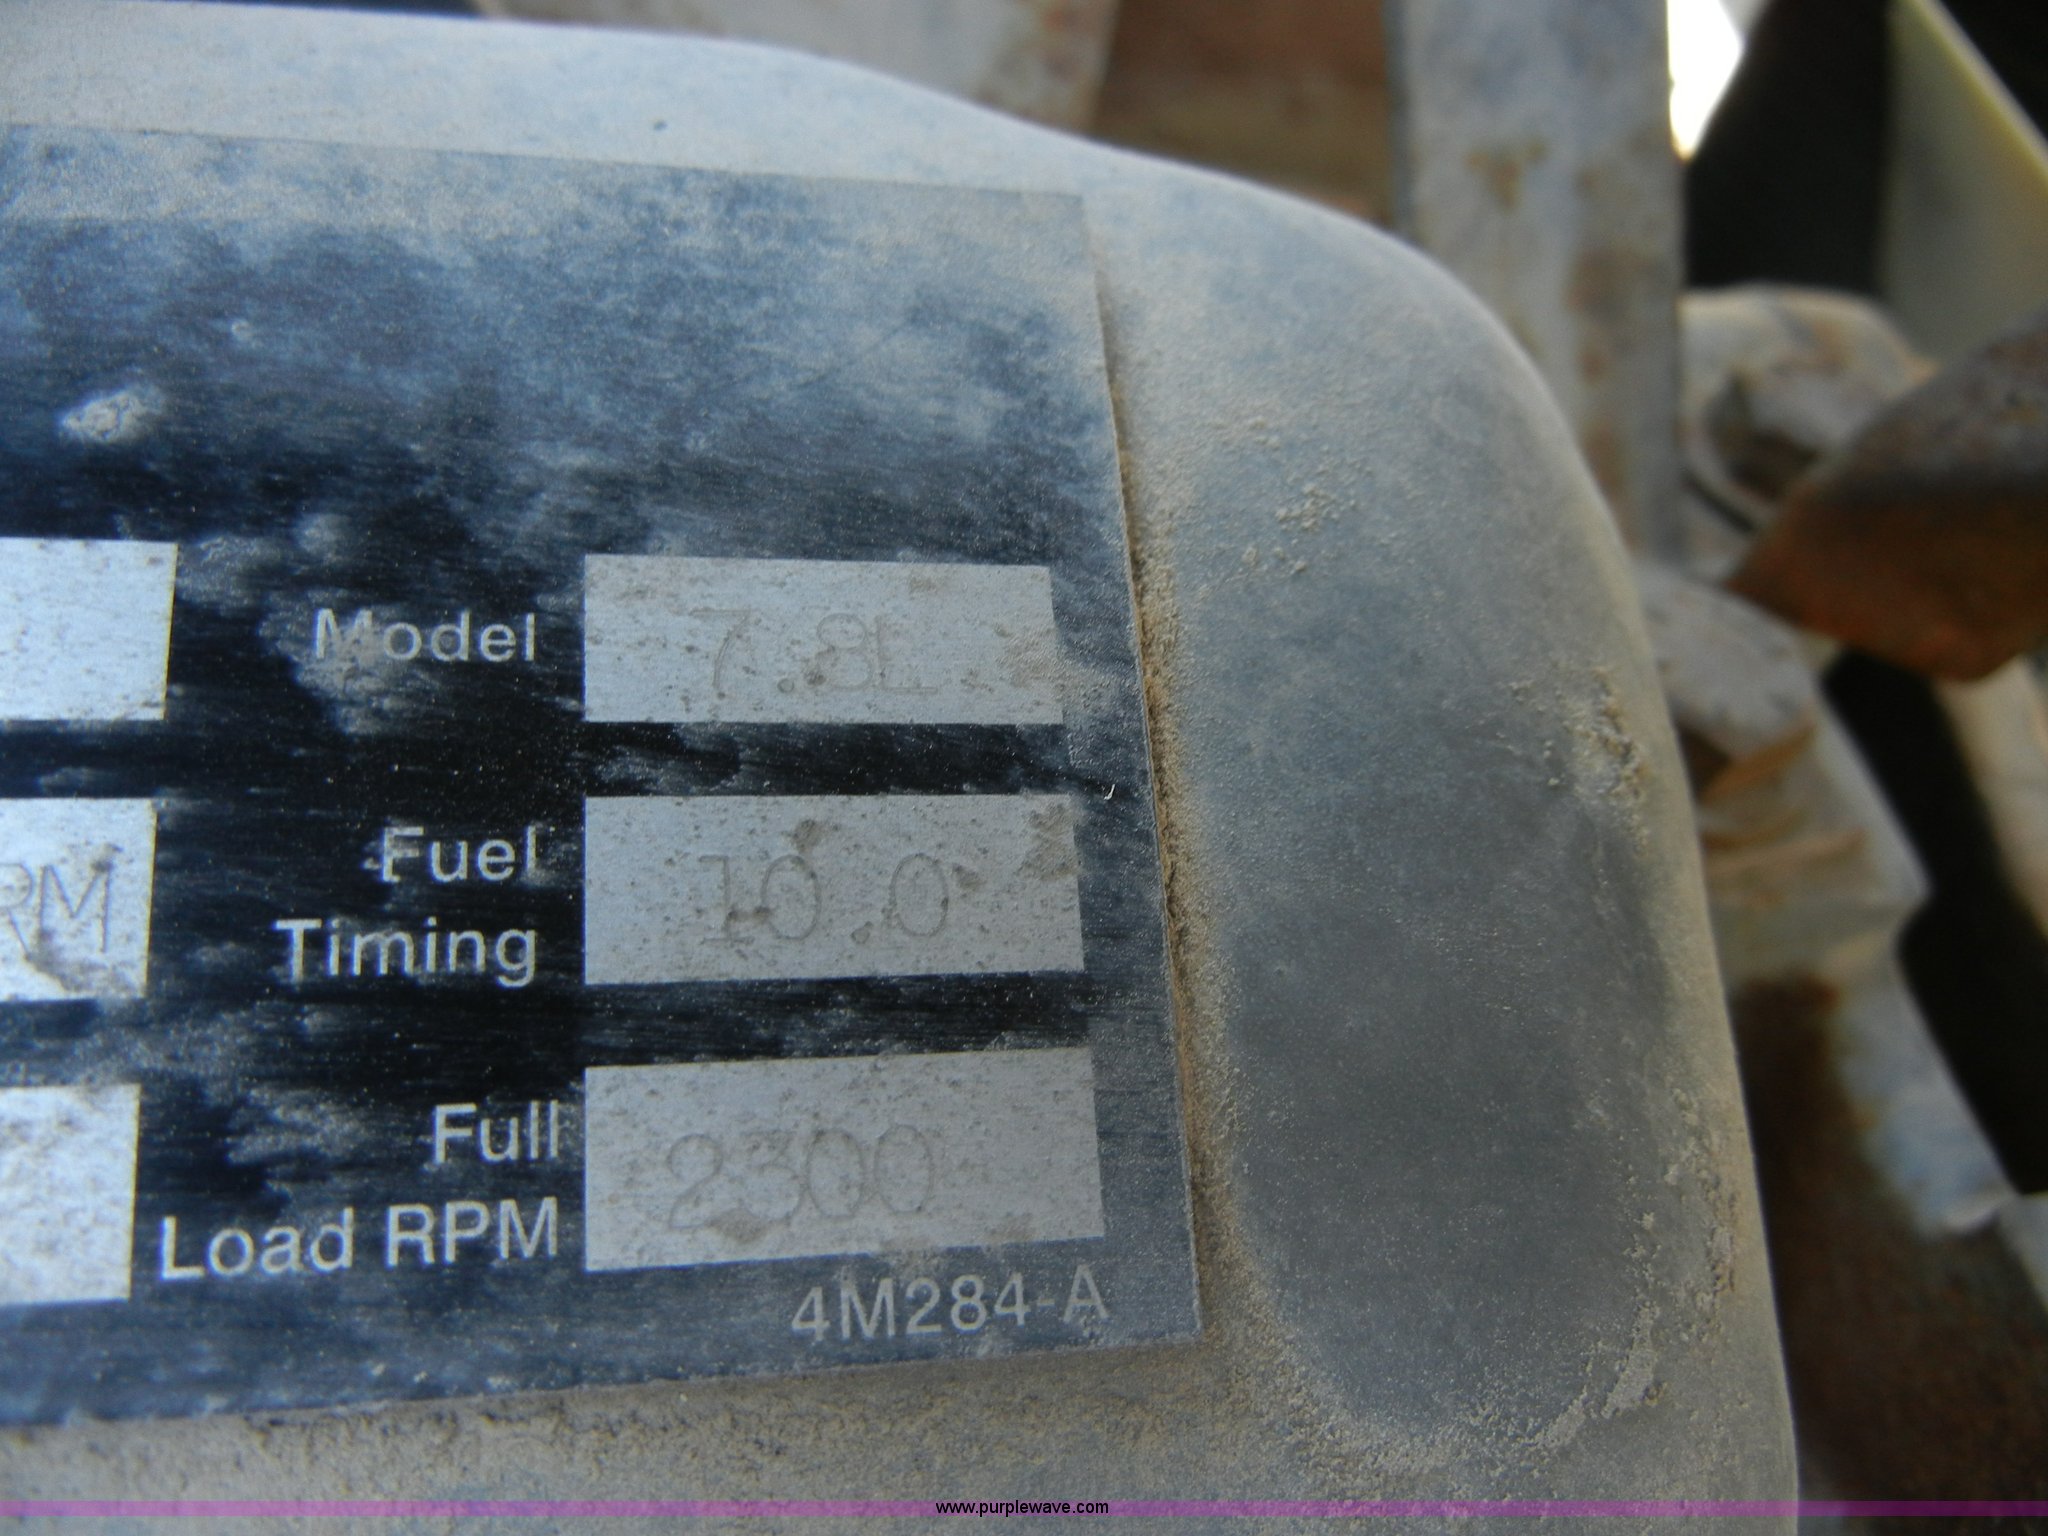 Model 7.8L
RM
Fuel
Timing 10.0
Full
Load RPM 2300
4M284-A
www.purplewave.com